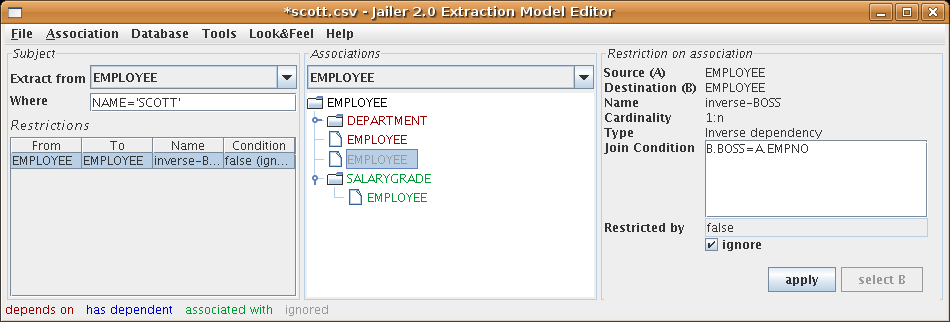 *scott.csv - Jailer 2.0 Extraction Model Editor
File Association Database Tools Look&Feel Help
Subject
Extract from EMPLOYEE
Where NAME='SCOTT'
Restrictions
From To Name Condition
EMPLOYEE EMPLOYEE inverse-B... false (ign...
Associations
EMPLOYEE
EMPLOYEE
DEPARTMENT
EMPLOYEE
EMPLOYEE
SALARYGRADE
EMPLOYEE
Restriction on association
Source (A) EMPLOYEE
Destination (B) EMPLOYEE
Name inverse-BOSS
Cardinality 1:n
Type Inverse dependency
Join Condition B.BOSS=A.EMPNO
Restricted by false
ignore
apply select B
depends on has dependent associated with ignored